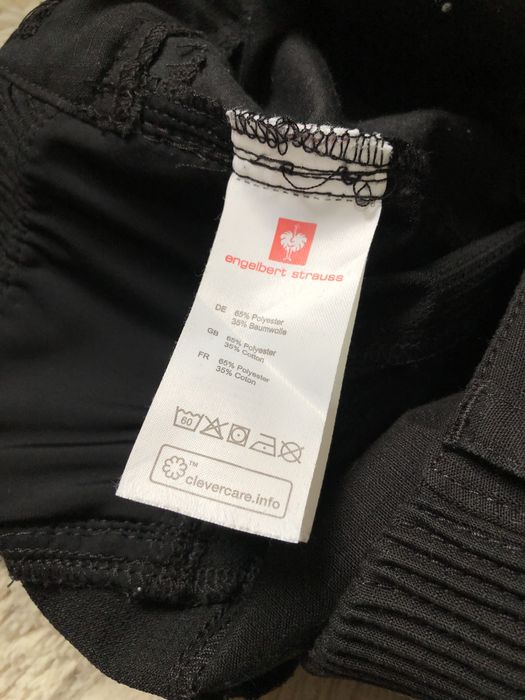 engelbert strauss
DE 65% Polyester
35% Baumwolle
GB 65% Polyester
35% Cotton
FR 65% Polyester
35% Coton
60
™
clevercare.info